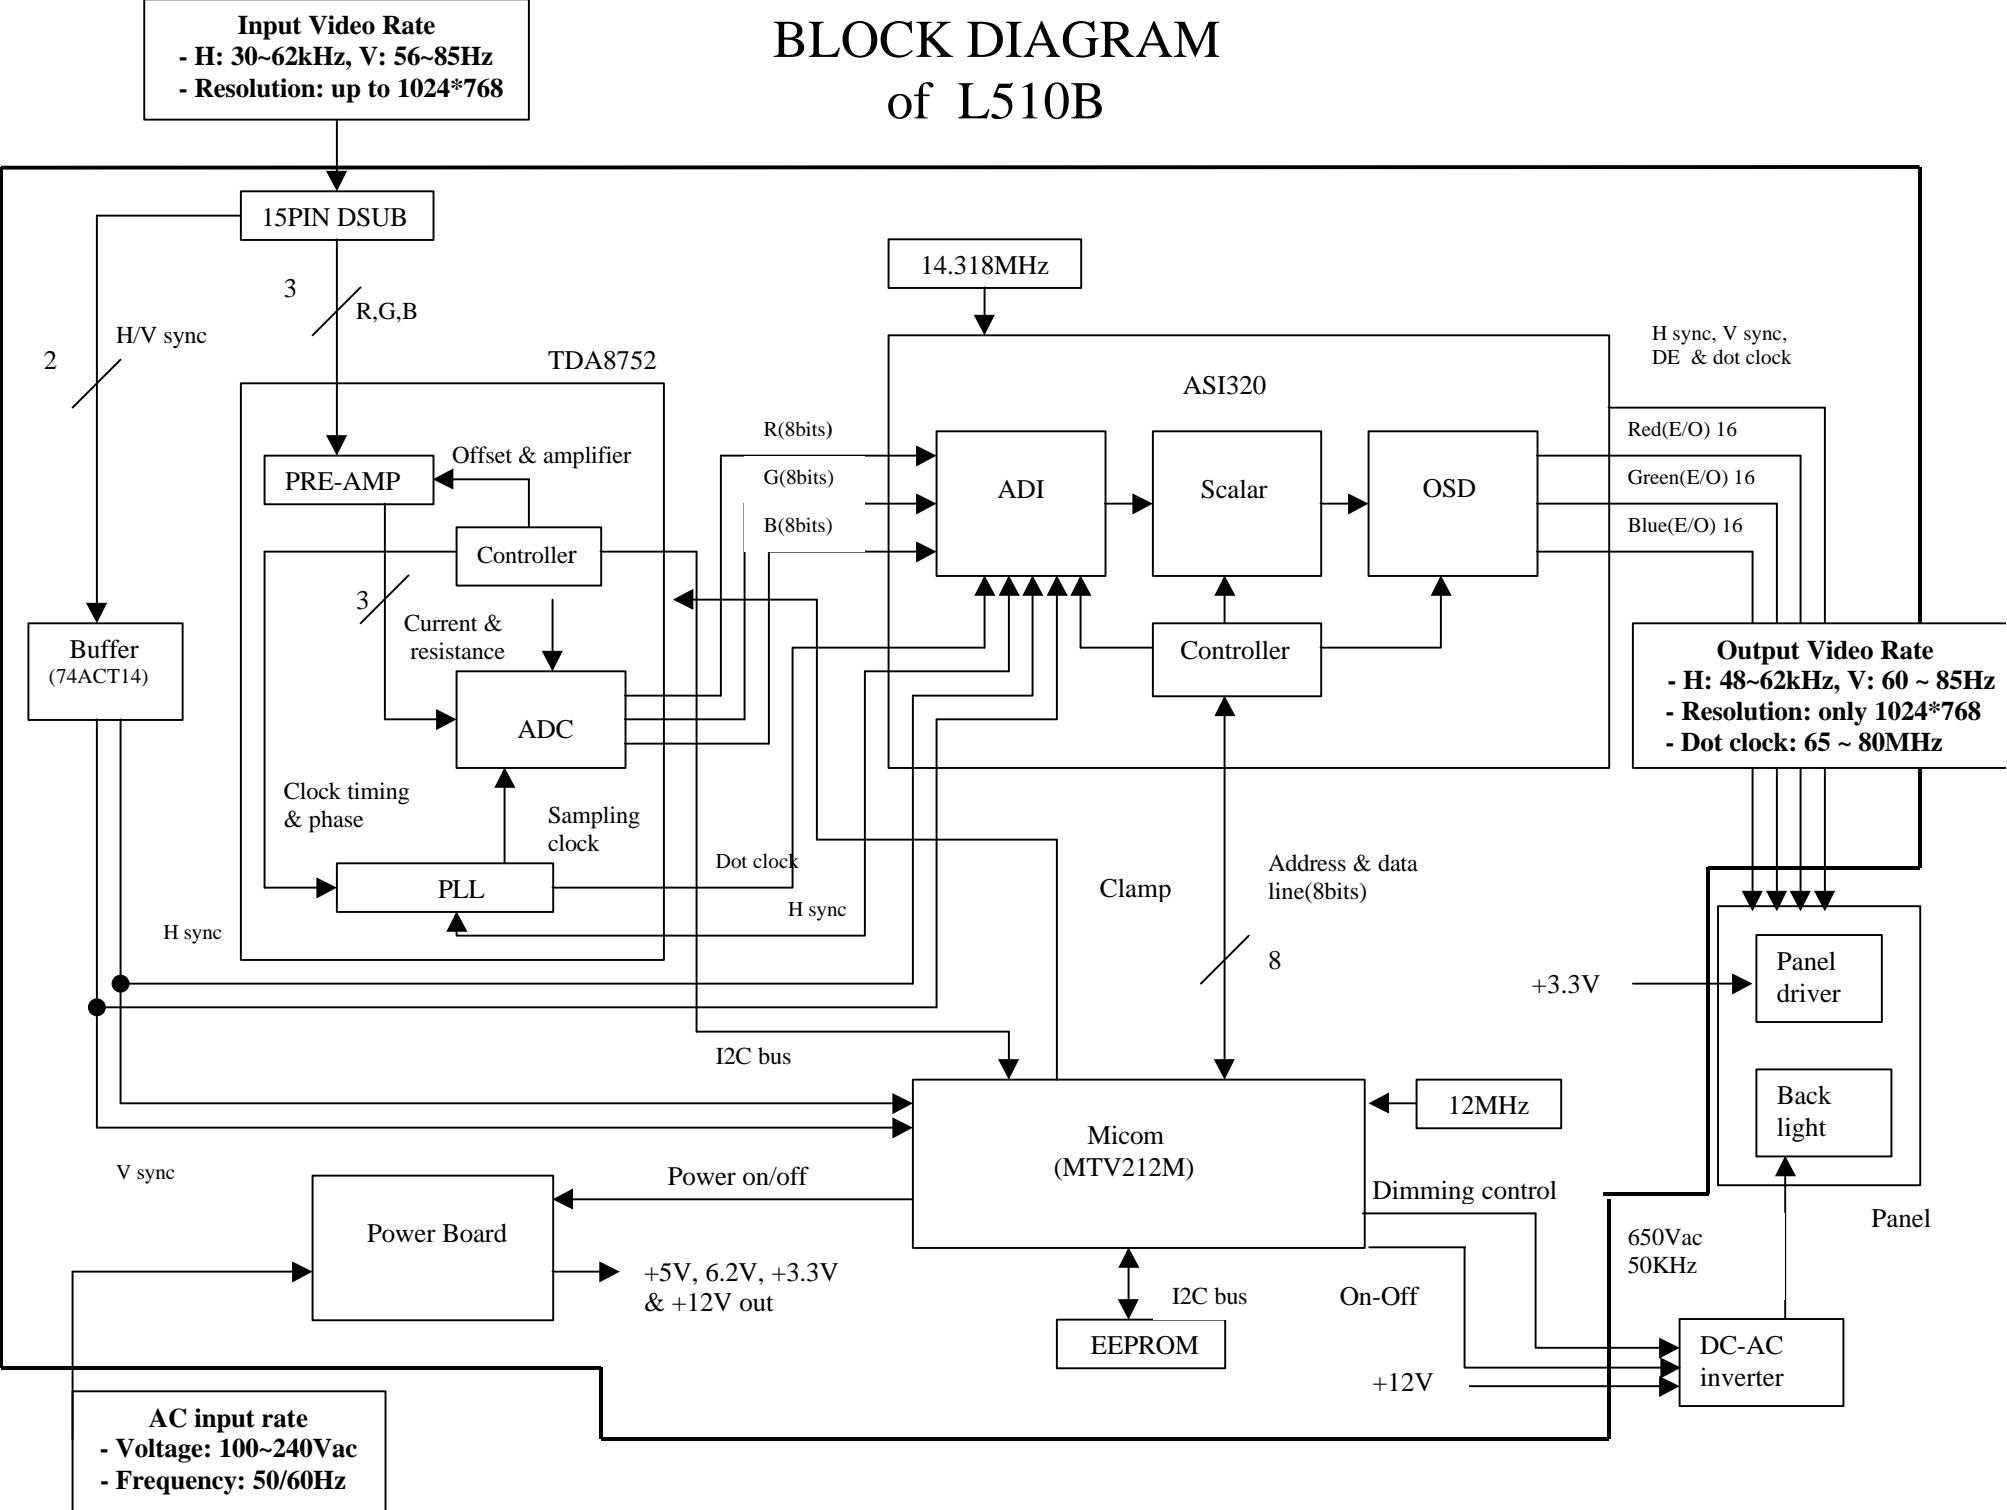 Input Video Rate
- H: 30~62kHz, V: 56~85Hz
- Resolution: up to 1024*768
BLOCK DIAGRAM
of L510B
15PIN DSUB
14.318MHz
3
R,G,B
H/V sync
2
TDA8752
H sync, V sync,
DE & dot clock
ASI320
R(8bits)
Red(E/O) 16
Offset & amplifier
PRE-AMP
G(8bits)
ADI
Scalar
OSD
Green(E/O) 16
B(8bits)
Blue(E/O) 16
Controller
3
Current &
resistance
Buffer
(74ACT14)
Controller
Output Video Rate
- H: 48~62kHz, V: 60 ~ 85Hz
- Resolution: only 1024*768
- Dot clock: 65 ~ 80MHz
ADC
Clock timing
& phase
Sampling
clock
Dot clock
PLL
Clamp
Address & data
line(8bits)
H sync
H sync
8
+3.3V
Panel
driver
I2C bus
12MHz
Back
light
Micom
(MTV212M)
V sync
Power on/off
Dimming control
Panel
Power Board
650Vac
50KHz
+5V, 6.2V, +3.3V
& +12V out
I2C bus
On-Off
EEPROM
DC-AC
inverter
+12V
AC input rate
- Voltage: 100~240Vac
- Frequency: 50/60Hz